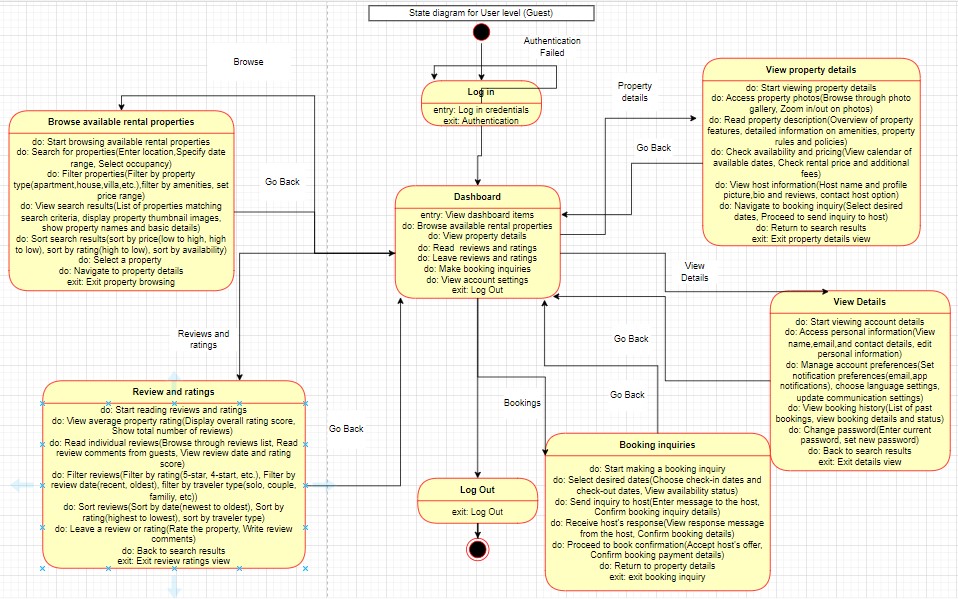 State diagram for User level (Guest)
Authentication
Failed
Browse
Log in
entry: Log in credentials
exit: Authentication
Property
details
View property details
do: Start viewing property details
do: Access property photos(Browse through photo
gallery, Zoom in/out on photos)
do: Read property description(Overview of property
features, detailed information on amenities, property
rules and policies)
do: Check availability and pricing(View calendar of
available dates, Check rental price and additional
fees)
do: View host information(Host name and profile
picture,bio and reviews, contact host option)
do: Navigate to booking inquiry(Select desired
dates, Proceed to send inquiry to host)
do: Return to search results
exit: Exit property details view
Browse available rental properties
do: Start browsing available rental properties
do: Search for properties(Enter location,Specify date
range, Select occupancy)
do: Filter properties(Filter by property
type(apartment,house,villa,etc.),filter by amenities, set
price range)
do: View search results(List of properties matching
search criteria, display property thumbnail images,
show property names and basic details)
do: Sort search results(sort by price(low to high, high
to low), sort by rating(high to low), sort by availability)
do: Select a property
do: Navigate to property details
exit: Exit property browsing
Go Back
Go Back
Dashboard
entry: View dashboard items
do: Browse available rental properties
do: View property details
do: Read reviews and ratings
do: Leave reviews and ratings
do: Make booking inquiries
do: View account settings
exit: Log Out
View
Details
View Details
do: Start viewing account details
do: Access personal information(View
name,email,and contact details, edit
personal information)
do: Manage account preferences(Set
notification preferences(email,app
notifications), choose language settings,
update communication settings)
do: View booking history(List of past
bookings, view booking details and status)
do: Change password(Enter current
password, set new password)
do: Back to search results
exit: Exit details view
Reviews and
ratings
Go Back
Go Back
Review and ratings
do: Start reading reviews and ratings
do: View average property rating(Display overall rating score,
Show total number of reviews)
do: Read individual reviews(Browse through reviews list, Read
review comments from guests, View review date and rating
score)
do: Filter reviews(Filter by rating(5-star, 4-start, etc.), Filter by
review date(recent, oldest), filter by traveler type(solo, couple,
familiy, etc))
do: Sort reviews(Sort by date(newest to oldest), Sort by
rating(highest to lowest), sort by traveler type)
do: Leave a review or rating(Rate the property, Write review
comments)
do: Back to search results
exit: Exit review ratings view
Go Back
Bookings
Log Out
exit: Log Out
Booking inquiries
do: Start making a booking inquiry
do: Select desired dates(Choose check-in dates and
check-out dates, View availability status)
do: Send inquiry to host(Enter message to the host,
Confirm booking inquiry details)
do: Receive host's response(View response message
from the host, Confirm booking details)
do: Proceed to book confirmation(Accept host's offer,
Confirm booking payment details)
do: Return to property details
exit: exit booking inquiry